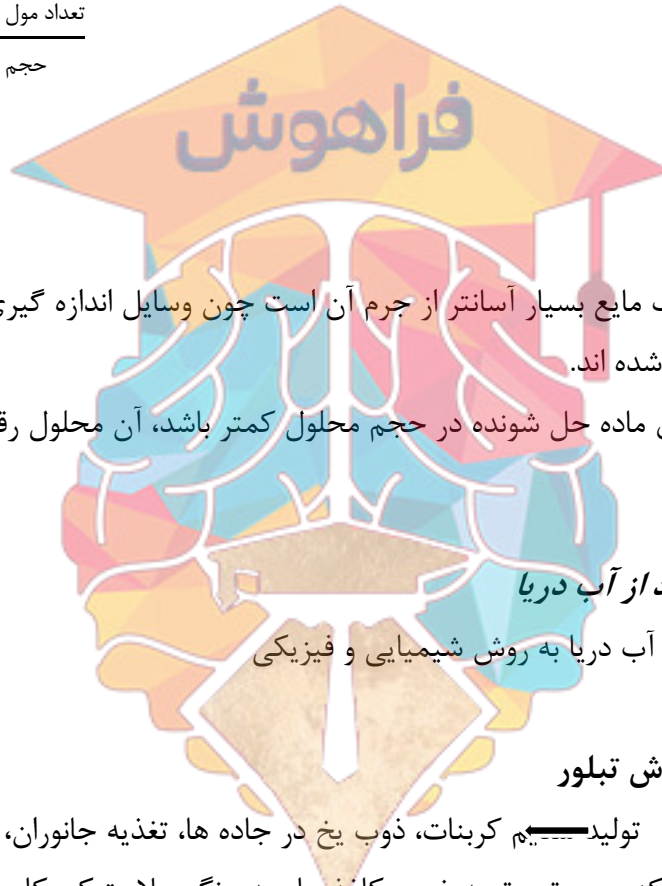 تعداد مول
حجم
فراهوش
مایع بسیار آسانتر از جرم آن است چون وسایل اندازه گیری
شده اند.
ماده حل شونده در حجم محلول کمتر باشد، آن محلول
از آب دریا
آب دریا به روش شیمیایی و فیزیکی
تبلور
تولید کربنات، ذوب یخ در جاده ها، تغذیه جانوران،